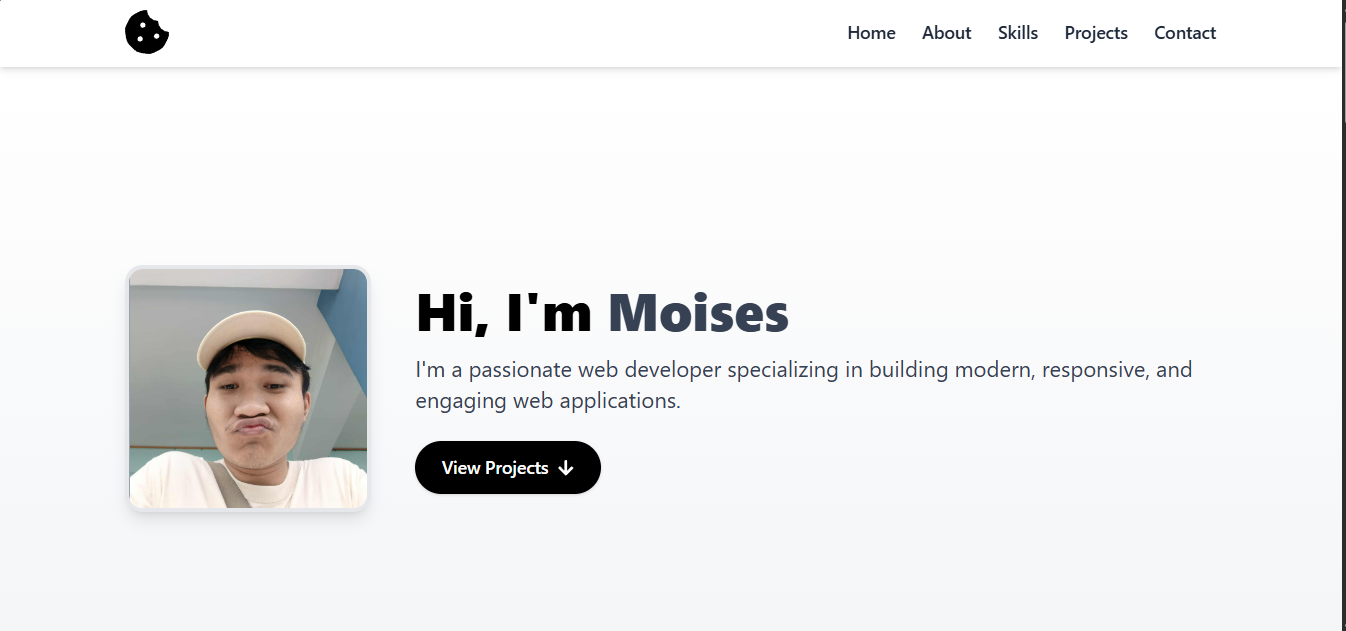 Home About Skills Projects Contact
Hi, I'm Moises
I'm a passionate web developer specializing in building modern, responsive, and
engaging web applications.
View Projects